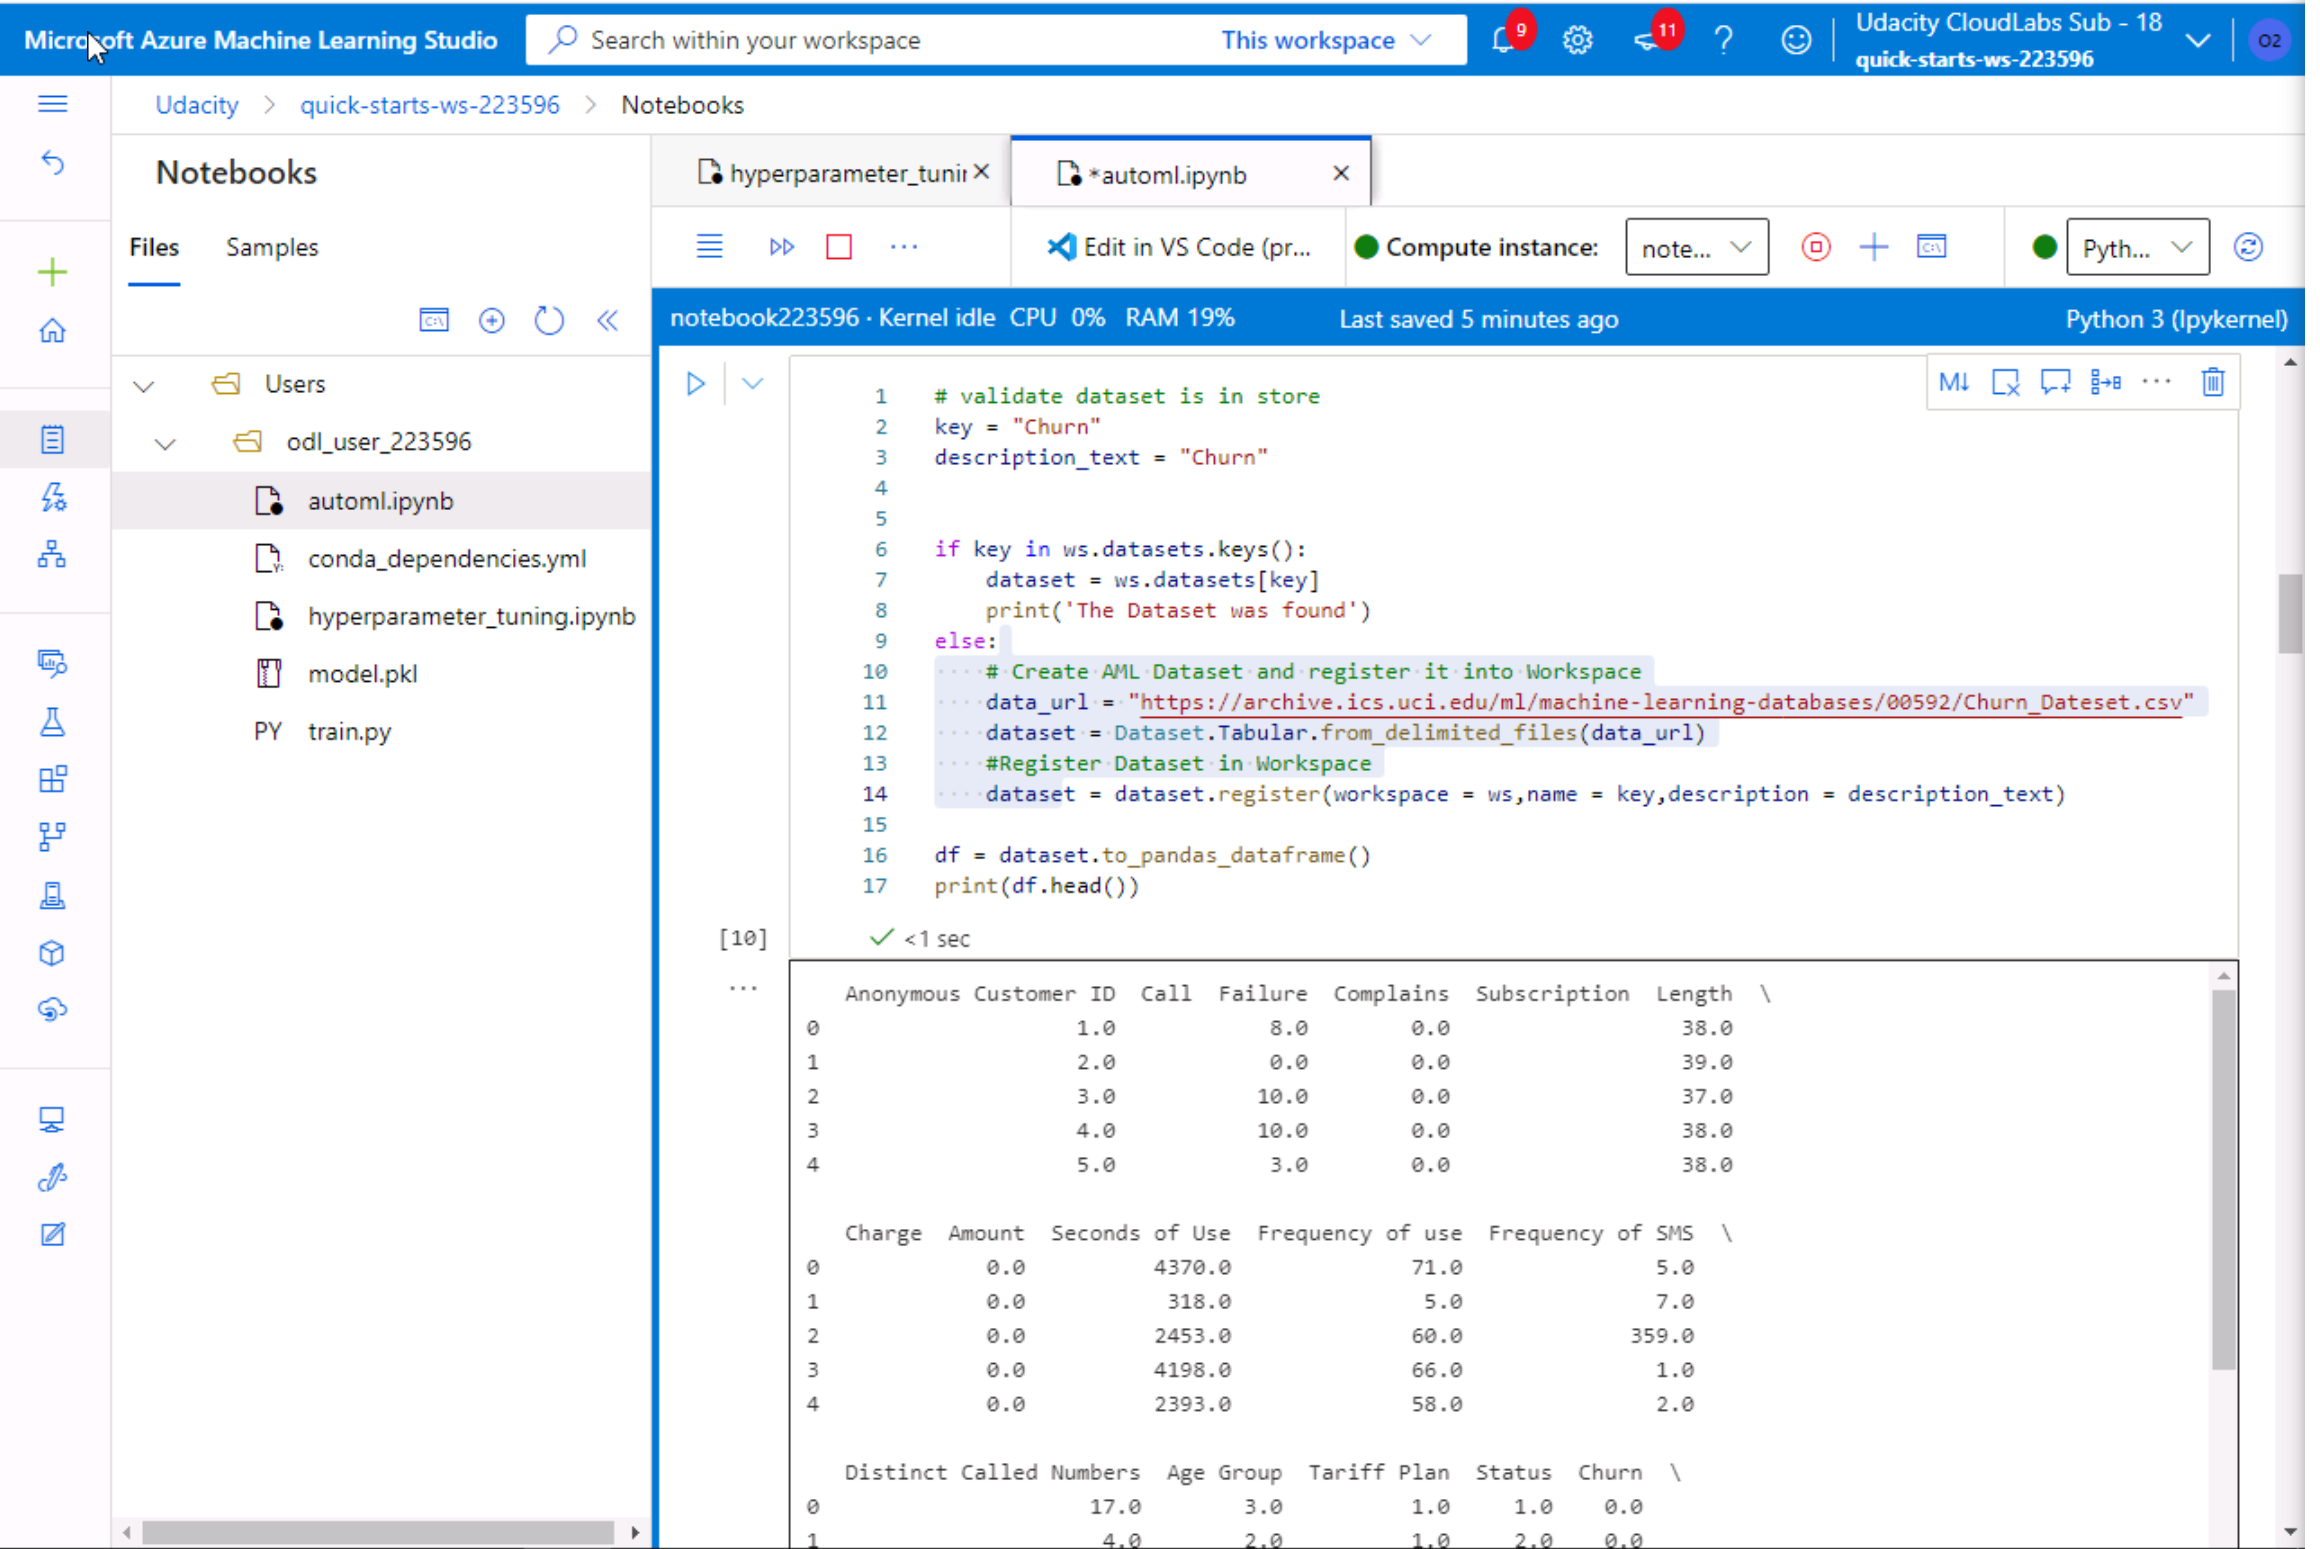 Microsoft Azure Machine Learning Studio
Search within your workspace
This workspace
9
11
?
Udacity CloudLabs Sub - 18
quick-starts-ws-223596
O2
Udacity > quick-starts-ws-223596 > Notebooks
Notebooks
Files
Samples
Users
odl_user_223596
automl.ipynb
conda_dependencies.yml
hyperparameter_tuning.ipynb
model.pkl
PY train.py
hyperparameter_tunir
*automl.ipynb
...
Edit in VS Code (pr...
Compute instance:
note...
Pyth...
notebook223596 · Kernel idle CPU 0% RAM 19%
Last saved 5 minutes ago
Python 3 (Ipykernel)
M↓
1 # validate dataset is in store
2 key = "Churn"
3 description_text = "Churn"
4
5
6 if key in ws.datasets.keys():
7     dataset = ws.datasets[key]
8     print('The Dataset was found')
9 else:
10     # Create AML Dataset and register it into Workspace
11     data_url = "https://archive.ics.uci.edu/ml/machine-learning-databases/00592/Churn_Dateset.csv"
12     dataset = Dataset.Tabular.from_delimited_files(data_url)
13     #Register Dataset in Workspace
14     dataset = dataset.register(workspace = ws,name = key,description = description_text)
15
16 df = dataset.to_pandas_dataframe()
17 print(df.head())
[10]
<1 sec
...
Anonymous Customer ID  Call  Failure  Complains  Subscription  Length  \
0 1.0 8.0 0.0 38.0
1 2.0 0.0 0.0 39.0
2 3.0 10.0 0.0 37.0
3 4.0 10.0 0.0 38.0
4 5.0 3.0 0.0 38.0
Charge  Amount  Seconds of Use  Frequency of use  Frequency of SMS  \
0 0.0 4370.0 71.0 5.0
1 0.0 318.0 5.0 7.0
2 0.0 2453.0 60.0 359.0
3 0.0 4198.0 66.0 1.0
4 0.0 2393.0 58.0 2.0
Distinct Called Numbers  Age Group  Tariff Plan  Status  Churn  \
0 17.0 3.0 1.0 1.0 0.0
1 4.0 2.0 1.0 2.0 0.0